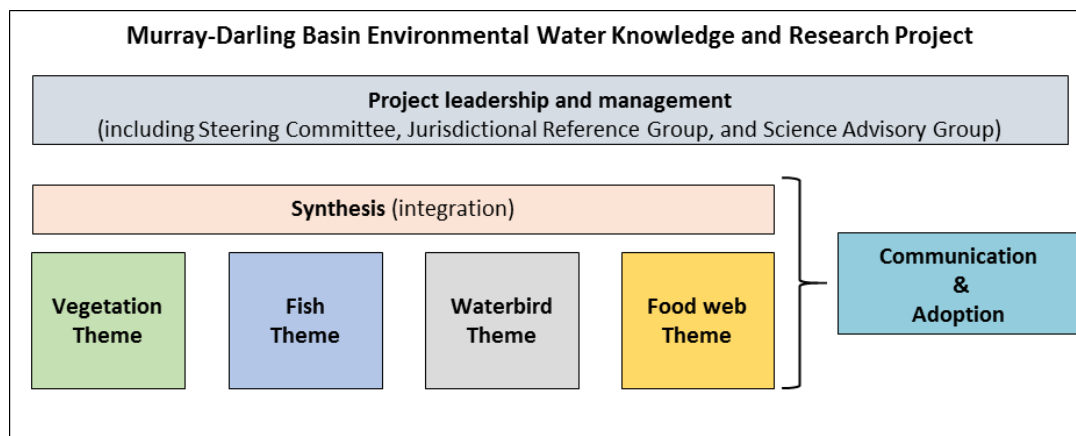 Murray-Darling Basin Environmental Water Knowledge and Research Project
Project leadership and management
(including Steering Committee, Jurisdictional Reference Group, and Science Advisory Group)
Synthesis (integration)
Vegetation
Theme
Fish
Theme
Waterbird
Theme
Food web
Theme
Communication
&
Adoption